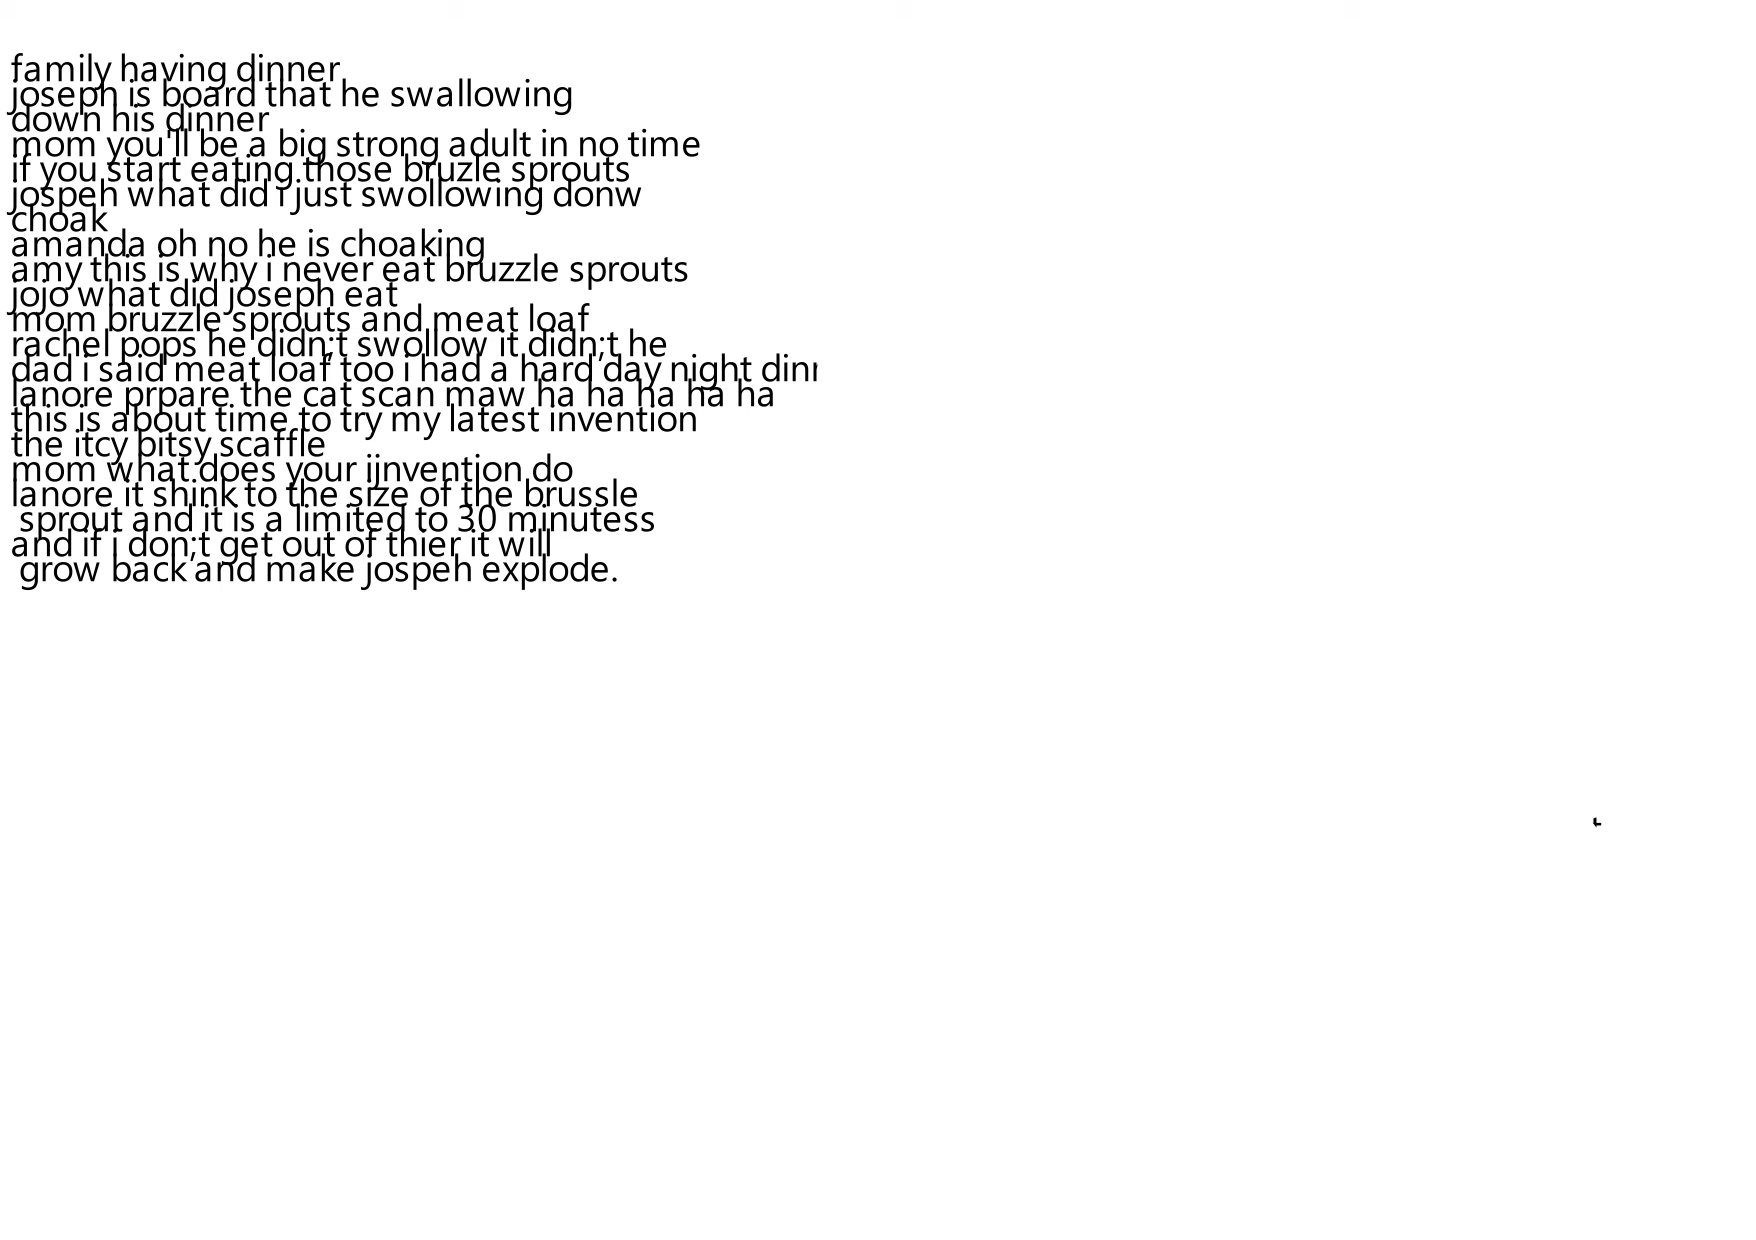 family having dinner
joseph is board that he swallowing
down his dinner
mom you'll be a big strong adult in no time
if you start eating those bruzle sprouts
jospeh what did i just swollowing donw
choak
amanda oh no he is choaking
amy this is why i never eat bruzzle sprouts
jojo what did joseph eat
mom bruzzle sprouts and meat loaf
rachel pops he didn;t swollow it didn;t he
dad i said meat loaf too i had a hard day night
lanore prpare the cat scan maw ha ha ha ha ha
this is about time to try my latest invention
the itcy bitsy scaffle
mom what does your ijnvention do
lanore it shink to the size of the brussle
sprout and it is a limited to 30 minutess
and if i don;t get out of thier it will
grow back and make jospeh explode.